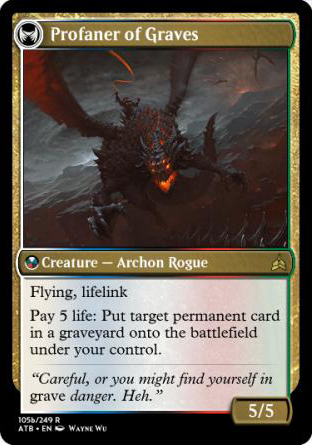 Profaner of Graves
Creature — Archon Rogue
Flying, lifelink
Pay 5 life: Put target permanent card
in a graveyard onto the battlefield
under your control.
“Careful, or you might find yourself in
grave danger. Heh.”
5/5
105b/249 R
ATB • EN Wayne Wu